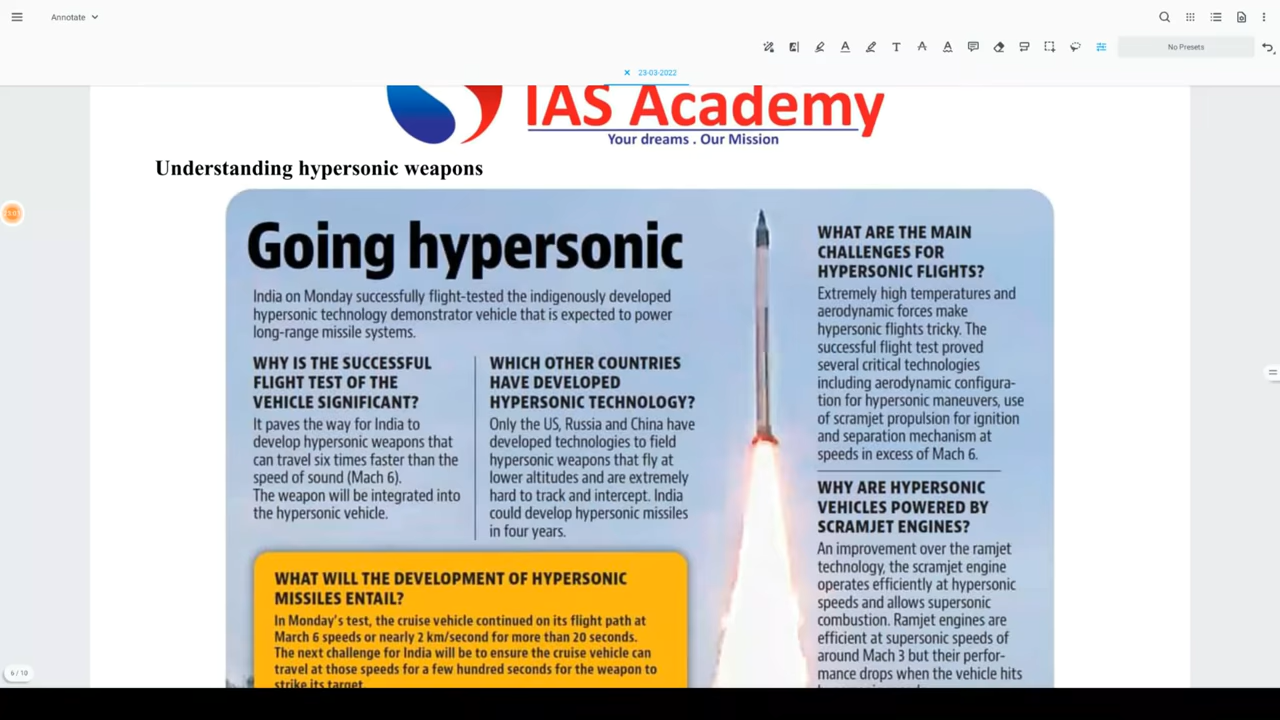 Annotate
No Presets
23-03-2022
IAS Academy
Your dreams . Our Mission
Understanding hypersonic weapons
Going hypersonic
India on Monday successfully flight-tested the indigenously developed
hypersonic technology demonstrator vehicle that is expected to power
long-range missile systems.
WHY IS THE SUCCESSFUL
FLIGHT TEST OF THE
VEHICLE SIGNIFICANT?
It paves the way for India to
develop hypersonic weapons that
can travel six times faster than the
speed of sound (Mach 6).
The weapon will be integrated into
the hypersonic vehicle.
WHICH OTHER COUNTRIES
HAVE DEVELOPED
HYPERSONIC TECHNOLOGY?
Only the US, Russia and China have
developed technologies to field
hypersonic weapons that fly at
lower altitudes and are extremely
hard to track and intercept. India
could develop hypersonic missiles
in four years.
WHAT WILL THE DEVELOPMENT OF HYPERSONIC
MISSILES ENTAIL?
In Monday's test, the cruise vehicle continued on its flight path at
March 6 speeds or nearly 2 km/second for more than 20 seconds.
The next challenge for India will be to ensure the cruise vehicle can
travel at those speeds for a few hundred seconds for the weapon to
strike its target.
WHAT ARE THE MAIN
CHALLENGES FOR
HYPERSONIC FLIGHTS?
Extremely high temperatures and
aerodynamic forces make
hypersonic flights tricky. The
successful flight test proved
several critical technologies
including aerodynamic configura-
tion for hypersonic maneuvers, use
of scramjet propulsion for ignition
and separation mechanism at
speeds in excess of Mach 6.
WHY ARE HYPERSONIC
VEHICLES POWERED BY
SCRAMJET ENGINES?
An improvement over the ramjet
technology, the scramjet engine
operates efficiently at hypersonic
speeds and allows supersonic
combustion. Ramjet engines are
efficient at supersonic speeds of
around Mach 3 but their perfor-
mance drops when the vehicle hits
6 / 10